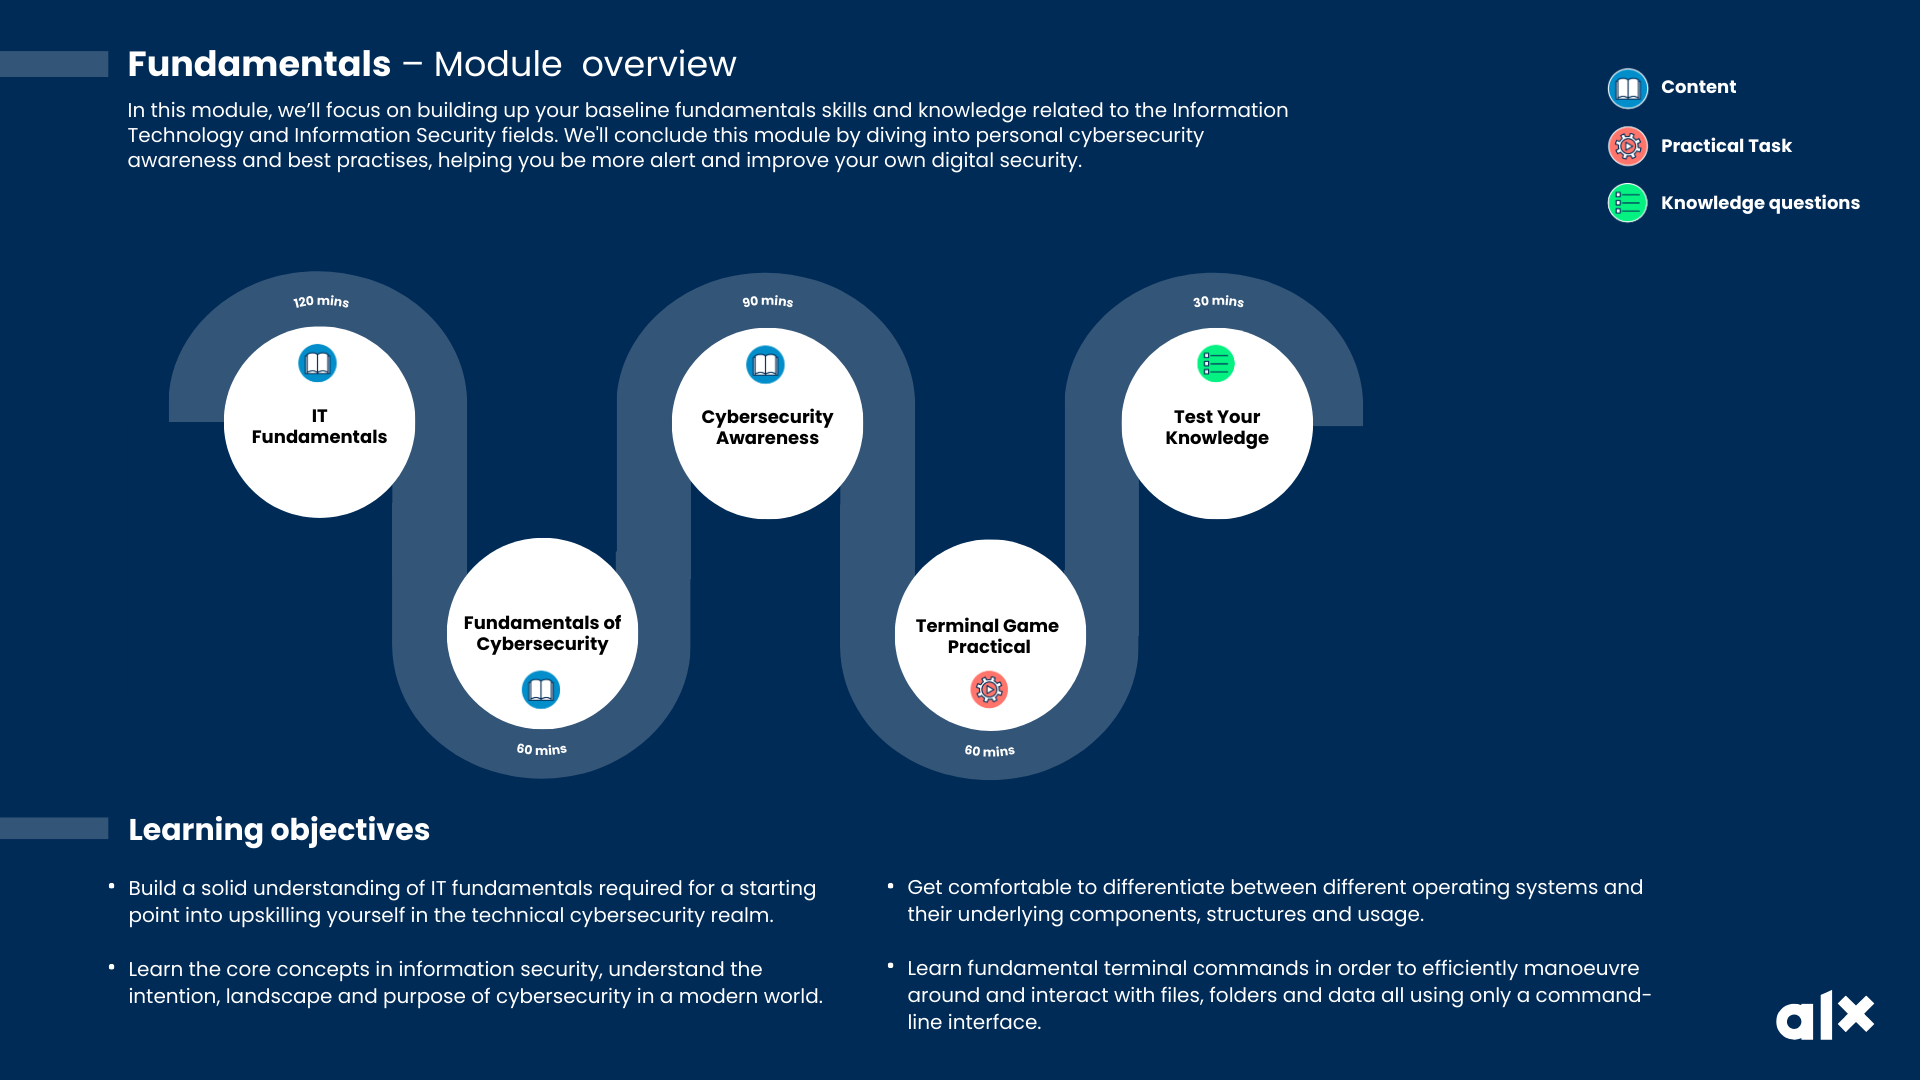 Fundamentals – Module overview
In this module, we’ll focus on building up your baseline fundamentals skills and knowledge related to the Information
Technology and Information Security fields. We'll conclude this module by diving into personal cybersecurity
awareness and best practises, helping you be more alert and improve your own digital security.
Content
Practical Task
Knowledge questions
120 mins
IT
Fundamentals
Fundamentals of
Cybersecurity
60 mins
90 mins
Cybersecurity
Awareness
Terminal Game
Practical
60 mins
30 mins
Test Your
Knowledge
Learning objectives
• Build a solid understanding of IT fundamentals required for a starting
point into upskilling yourself in the technical cybersecurity realm.
• Learn the core concepts in information security, understand the
intention, landscape and purpose of cybersecurity in a modern world.
• Get comfortable to differentiate between different operating systems and
their underlying components, structures and usage.
• Learn fundamental terminal commands in order to efficiently manoeuvre
around and interact with files, folders and data all using only a command-
line interface.
alx